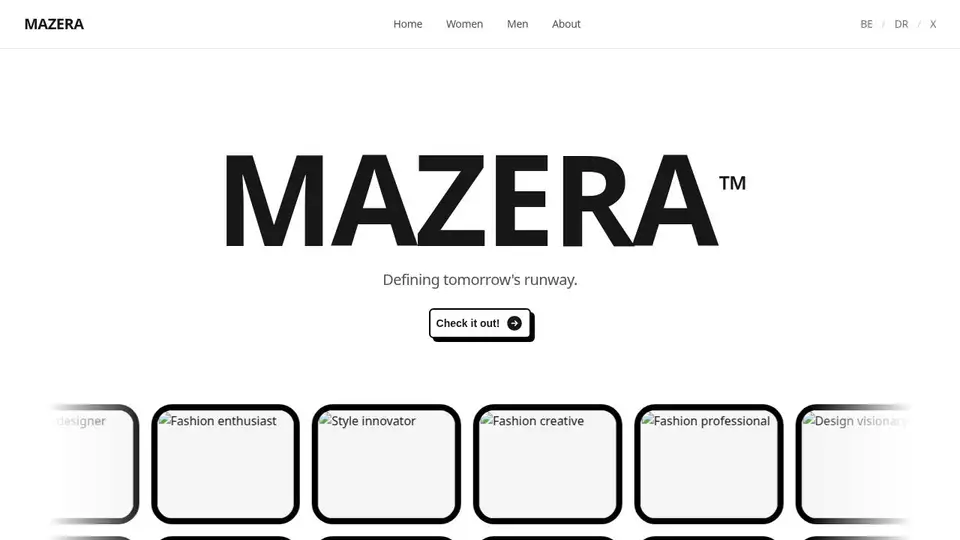 MAZERA
Home Women Men About
BE / DR / X
MAZERA™
Defining tomorrow's runway.
Check it out!
designer
Fashion enthusiast
Style innovator
Fashion creative
Fashion professional
Design visionary